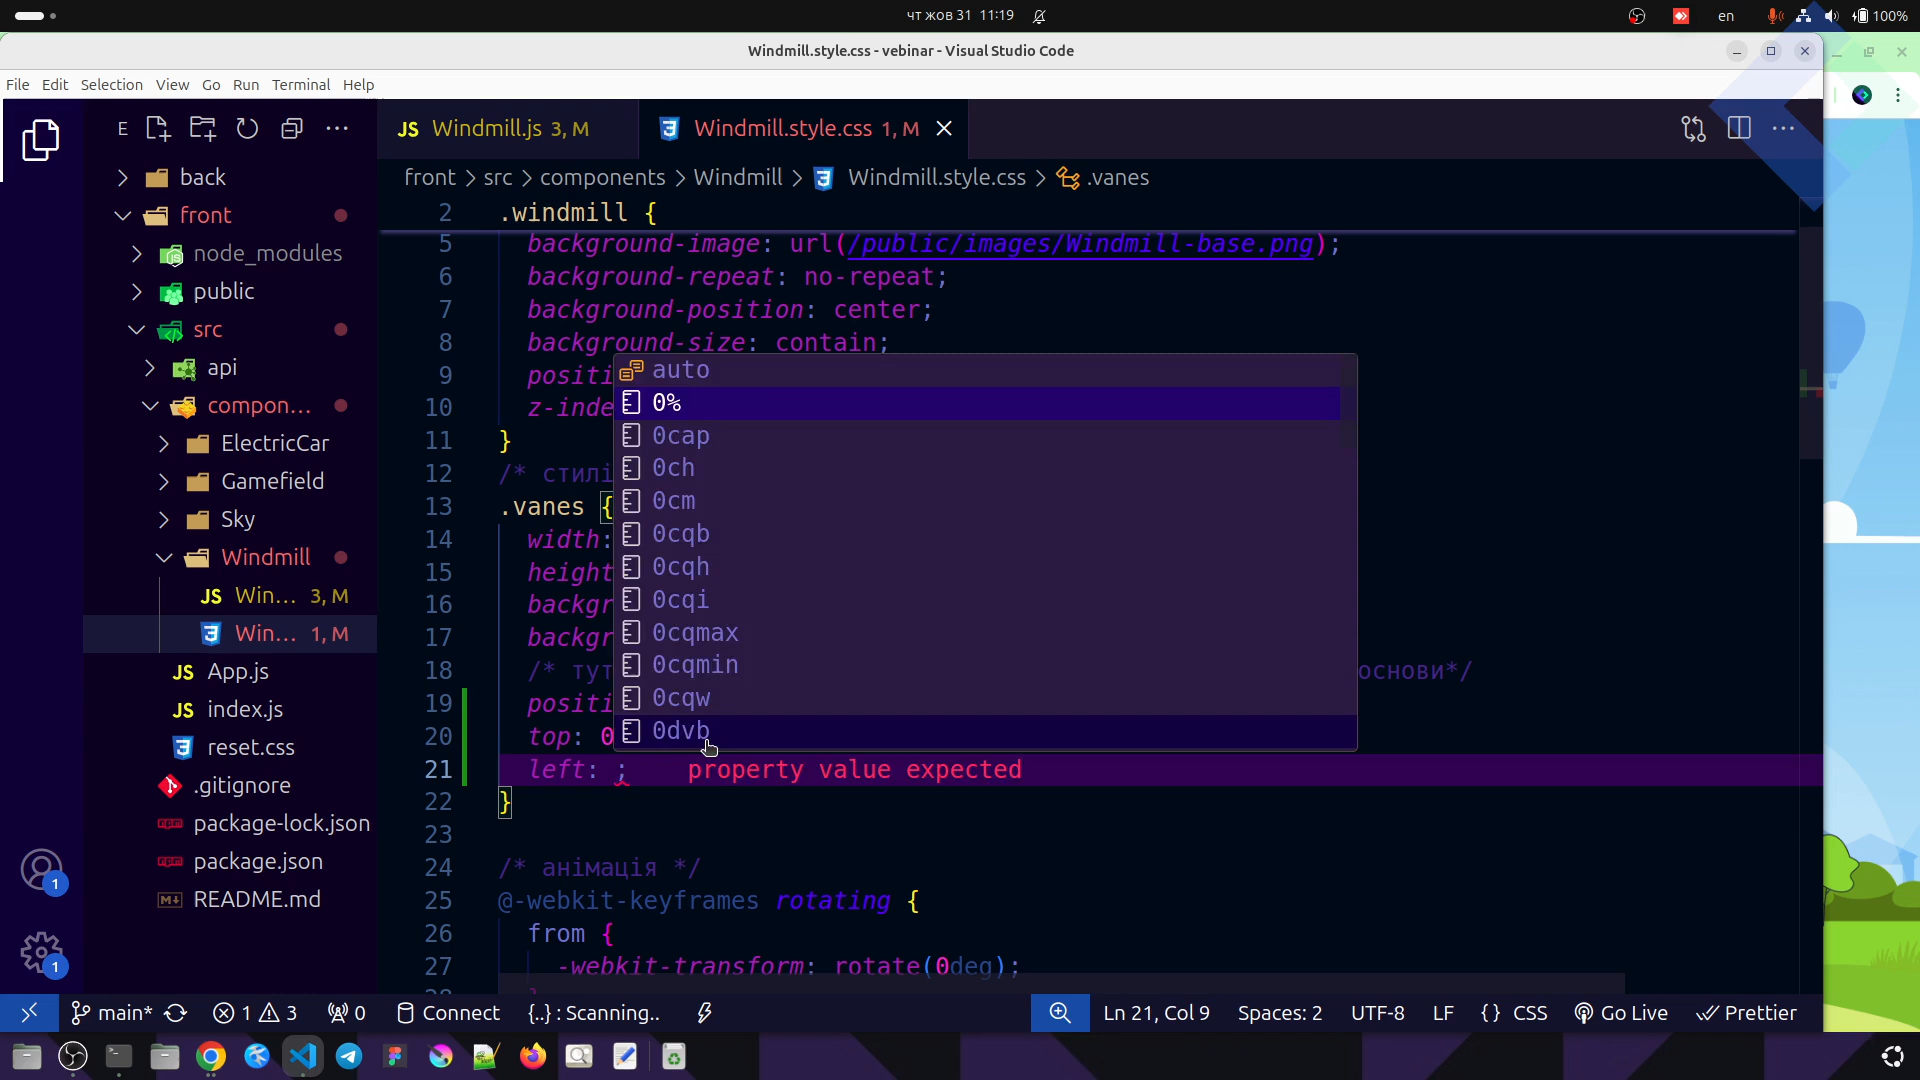 чт жов 31 11:19
en
100%
Windmill.style.css - vebinar - Visual Studio Code
File Edit Selection View Go Run Terminal Help
E
JS Windmill.js 3, M
Windmill.style.css 1, M
front > src > components > Windmill > Windmill.style.css > .vanes
back
front
node_modules
public
src
api
compon...
ElectricCar
Gamefield
Sky
Windmill
JS Win... 3, M
Win... 1, M
JS App.js
JS index.js
reset.css
.gitignore
package-lock.json
package.json
README.md
1
1
2 .windmill {
5 background-image: url(/public/images/Windmill-base.png);
6 background-repeat: no-repeat;
7 background-position: center;
8 background-size: contain;
9 positi
10 z-inde
11 }
12 /* стилі
13 .vanes {
14 width:
15 height
16 backgr
17 backgr
18 /* тут основи*/
19 positi
20 top: 0
21 left: ; property value expected
22 }
23
24 /* анімація */
25 @-webkit-keyframes rotating {
26 from {
27 -webkit-transform: rotate(0deg);
auto
0%
0cap
0ch
0cm
0cqb
0cqh
0cqi
0cqmax
0cqmin
0cqw
0dvb
main* 1 3 0 Connect {..} : Scanning.. Ln 21, Col 9 Spaces: 2 UTF-8 LF {} CSS Go Live Prettier